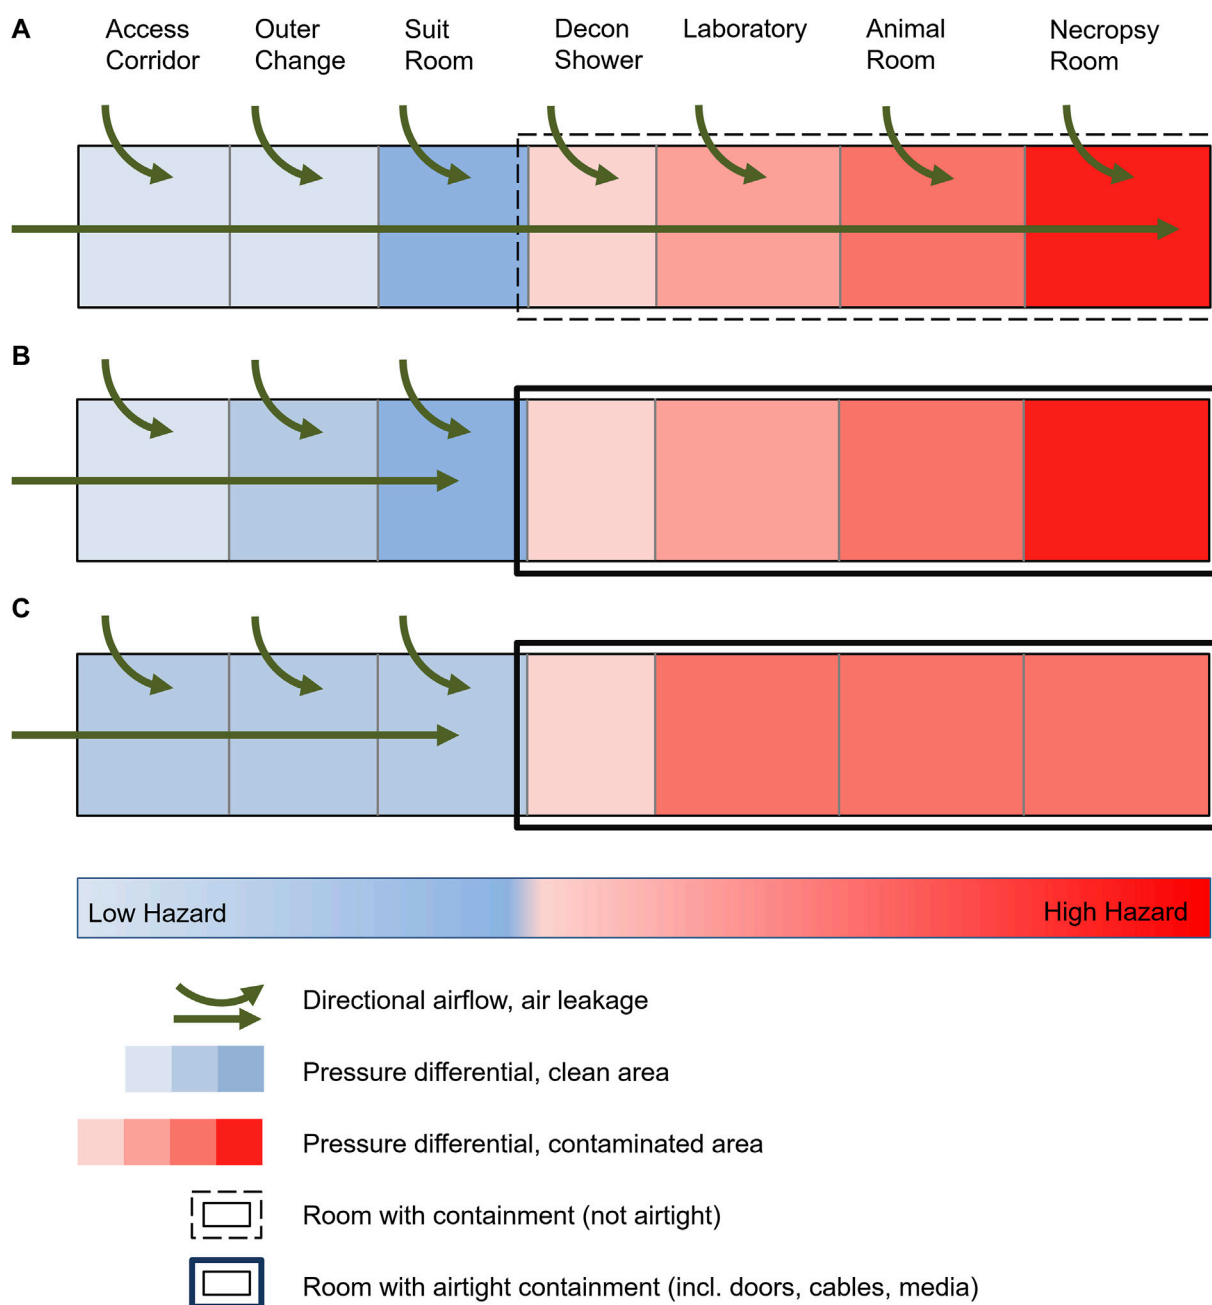 A
Access
Corridor
Outer
Change
Suit
Room
Decon
Shower
Laboratory
Animal
Room
Necropsy
Room
B
C
Low Hazard
High Hazard
Directional airflow, air leakage
Pressure differential, clean area
Pressure differential, contaminated area
Room with containment (not airtight)
Room with airtight containment (incl. doors, cables, media)